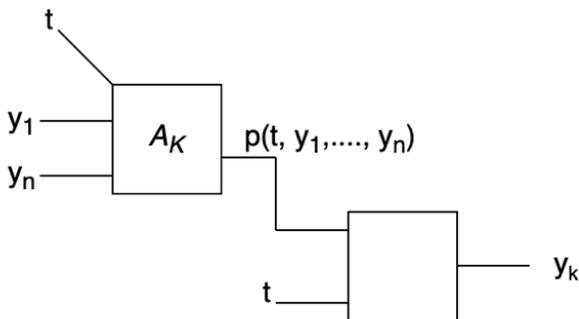 t
y₁
yₙ
A_K
p(t, y₁,...., yₙ)
t
yₖ